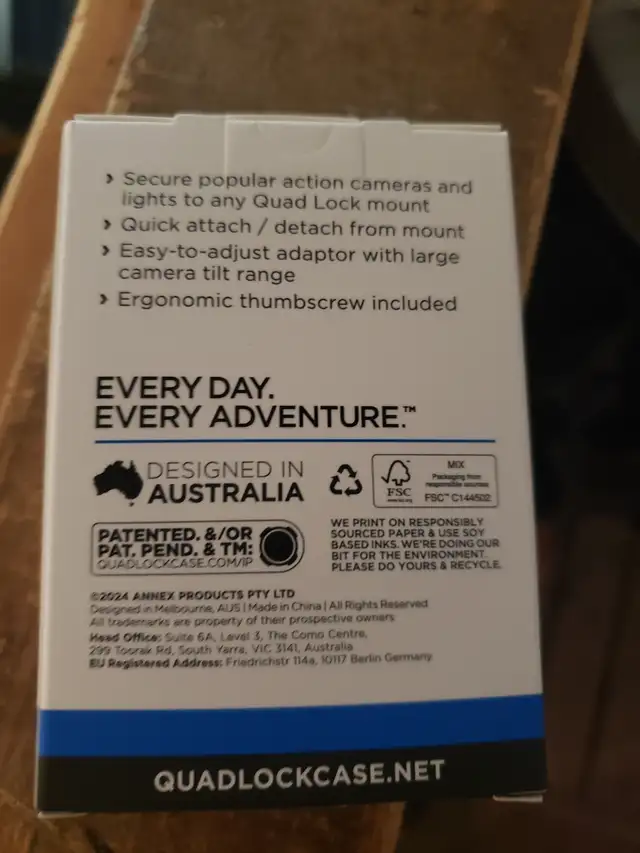 › Secure popular action cameras and
lights to any Quad Lock mount
› Quick attach / detach from mount
› Easy-to-adjust adaptor with large
camera tilt range
› Ergonomic thumbscrew included
EVERY DAY.
EVERY ADVENTURE.™
DESIGNED IN
AUSTRALIA
FSC
MIX
Packaging from
responsible sources
FSC™ C144502
PATENTED. &/OR
PAT. PEND. & TM:
QUADLOCKCASE.COM/IP
WE PRINT ON RESPONSIBLY
SOURCED PAPER & USE SOY
BASED INKS. WE'RE DOING OUR
BIT FOR THE ENVIRONMENT.
PLEASE DO YOURS & RECYCLE.
©2024 ANNEX PRODUCTS PTY LTD
Designed in Melbourne, AUS | Made in China | All Rights Reserved
All trademarks are property of their prospective owners
Head Office: Suite 6A, Level 3, The Como Centre,
299 Toorak Rd, South Yarra, VIC 3141, Australia
EU Registered Address: Friedrichstr 114a, 10117 Berlin Germany
QUADLOCKCASE.NET